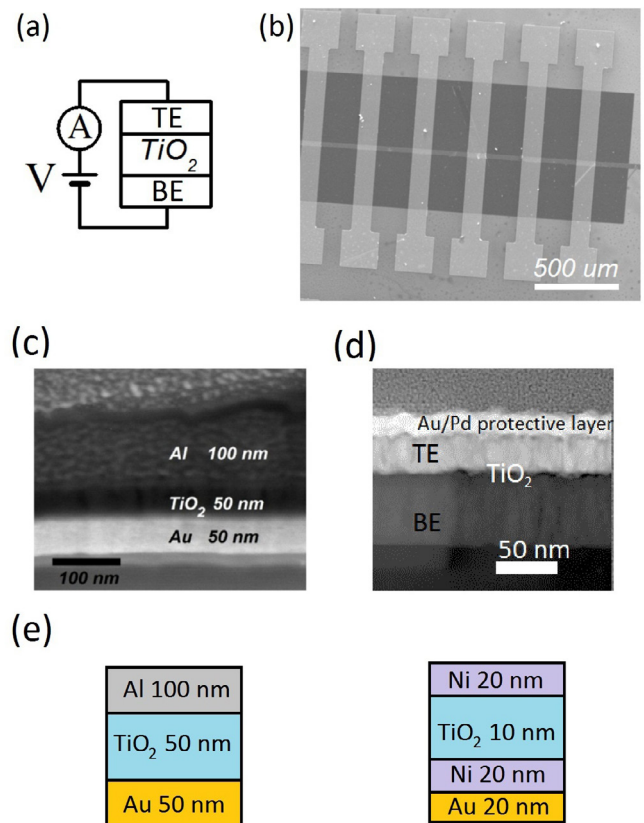 (a)
TE
A
TiO2
V
BE
(b)
500 um
(c)
Al 100 nm
TiO2 50 nm
Au 50 nm
100 nm
(d)
Au/Pd protective layer
TE
TiO2
BE
50 nm
(e)
Al 100 nm
TiO2 50 nm
Au 50 nm
Ni 20 nm
TiO2 10 nm
Ni 20 nm
Au 20 nm